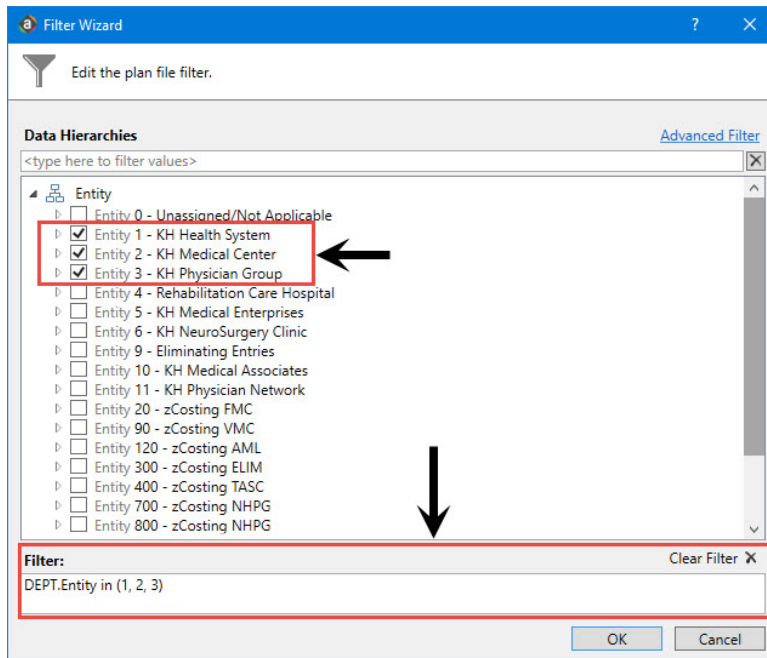 Filter Wizard
?
Edit the plan file filter.
Data Hierarchies
Advanced Filter
<type here to filter values>
Entity
Entity 0 - Unassigned/Not Applicable
Entity 1 - KH Health System
Entity 2 - KH Medical Center
Entity 3 - KH Physician Group
Entity 4 - Rehabilitation Care Hospital
Entity 5 - KH Medical Enterprises
Entity 6 - KH NeuroSurgery Clinic
Entity 9 - Eliminating Entries
Entity 10 - KH Medical Associates
Entity 11 - KH Physician Network
Entity 20 - zCosting FMC
Entity 90 - zCosting VMC
Entity 120 - zCosting AML
Entity 300 - zCosting ELIM
Entity 400 - zCosting TASC
Entity 700 - zCosting NHPG
Entity 800 - zCosting NHPG
Filter:
Clear Filter
DEPT.Entity in (1, 2, 3)
OK
Cancel